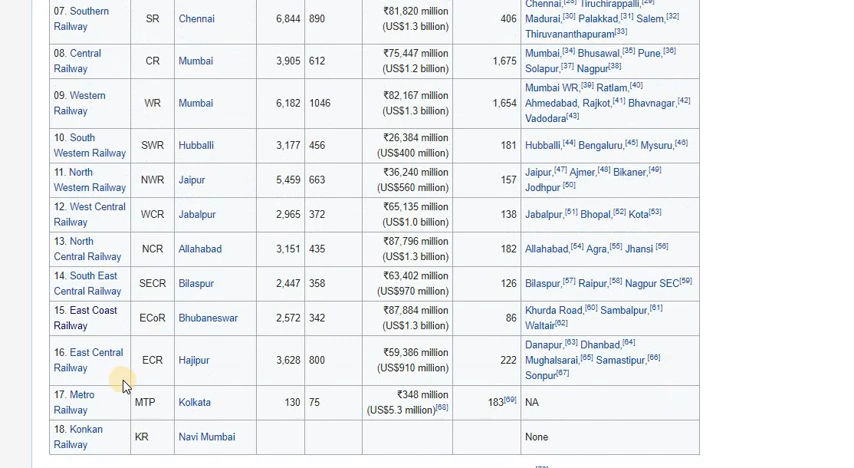 Chennai,[28] Tiruchirappalli,[29]
07. Southern Railway SR Chennai 6,844 890 ₹81,820 million (US$1.3 billion) 406 Madurai,[30] Palakkad,[31] Salem,[32]
Thiruvananthapuram[33]
08. Central Railway CR Mumbai 3,905 612 ₹75,447 million (US$1.2 billion) 1,675 Mumbai,[34] Bhusawal,[35] Pune,[36]
Solapur,[37] Nagpur[38]
09. Western Railway WR Mumbai 6,182 1046 ₹82,167 million (US$1.3 billion) 1,654 Mumbai WR,[39] Ratlam,[40]
Ahmedabad, Rajkot,[41] Bhavnagar,[42]
Vadodara[43]
10. South Western Railway SWR Hubballi 3,177 456 ₹26,384 million (US$400 million) 181 Hubballi,[44] Bengaluru,[45] Mysuru,[46]
11. North Western Railway NWR Jaipur 5,459 663 ₹36,240 million (US$560 million) 157 Jaipur,[47] Ajmer,[48] Bikaner,[49]
Jodhpur [50]
12. West Central Railway WCR Jabalpur 2,965 372 ₹65,135 million (US$1.0 billion) 138 Jabalpur,[51] Bhopal,[52] Kota[53]
13. North Central Railway NCR Allahabad 3,151 435 ₹87,796 million (US$1.3 billion) 182 Allahabad,[54] Agra,[55] Jhansi [56]
14. South East Central Railway SECR Bilaspur 2,447 358 ₹63,402 million (US$970 million) 126 Bilaspur,[57] Raipur,[58] Nagpur SEC[59]
15. East Coast Railway ECoR Bhubaneswar 2,572 342 ₹87,884 million (US$1.3 billion) 86 Khurda Road,[60] Sambalpur,[61]
Waltair[62]
16. East Central Railway ECR Hajipur 3,628 800 ₹59,386 million (US$910 million) 222 Danapur,[63] Dhanbad,[64]
Mughalsarai,[65] Samastipur,[66]
Sonpur[67]
17. Metro Railway MTP Kolkata 130 75 ₹348 million (US$5.3 million)[68] 183[69] NA
18. Konkan Railway KR Navi Mumbai None